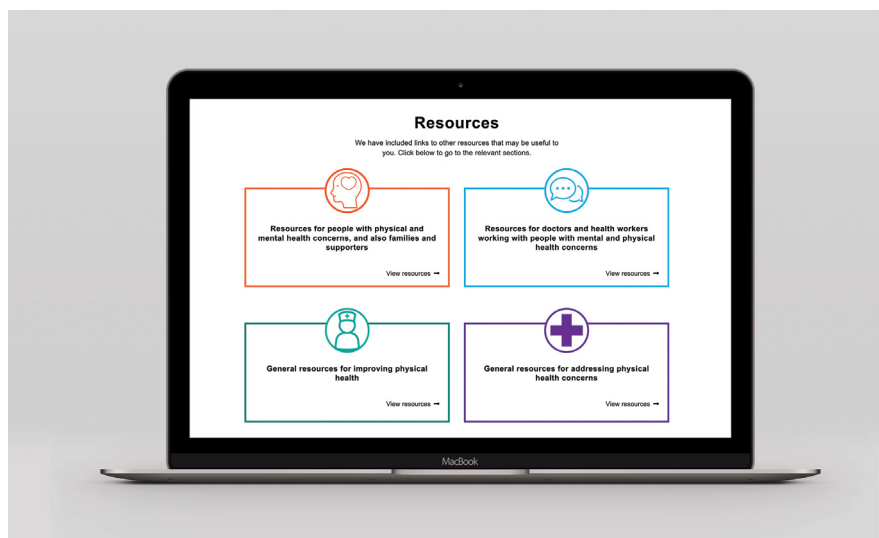 Resources
We have included links to other resources that may be useful to
you. Click below to go to the relevant sections.
Resources for people with physical and
mental health concerns, and also families and
supporters
View resources →
Resources for doctors and health workers
working with people with mental and physical
health concerns
View resources →
General resources for improving physical
health
View resources →
General resources for addressing physical
health concerns
View resources →
MacBook